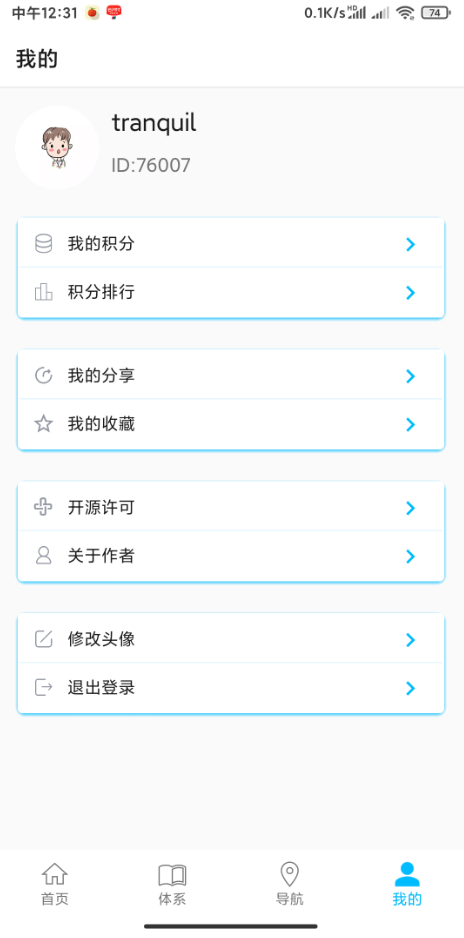 中午12:31
0.1K/s HD 74
我的
tranquil
ID:76007
我的积分
积分排行
我的分享
我的收藏
开源许可
关于作者
修改头像
退出登录
首页 体系 导航 我的